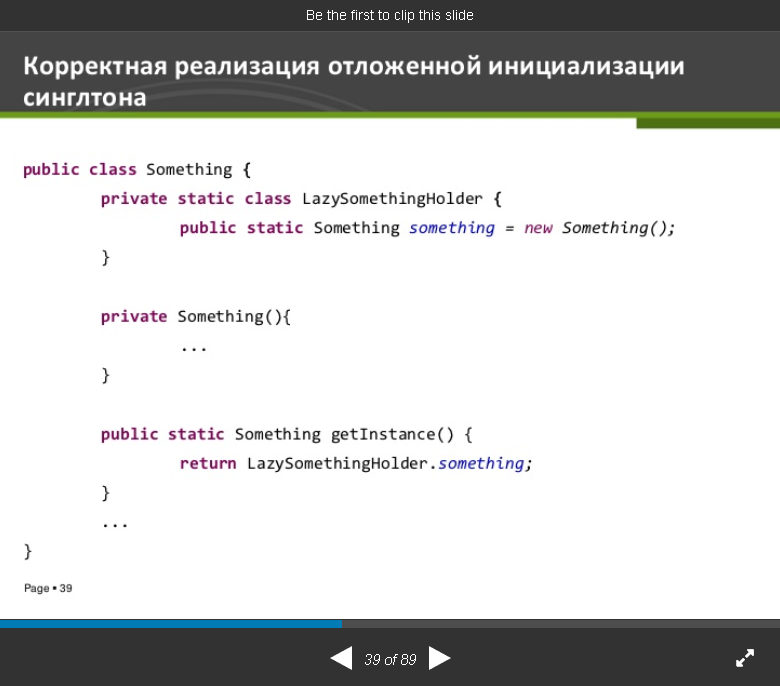 Be the first to clip this slide
Корректная реализация отложенной инициализации
синглтона
public class Something {
private static class LazySomethingHolder {
public static Something something = new Something();
}
private Something(){
...
}
public static Something getInstance() {
return LazySomethingHolder.something;
}
...
}
Page ▪ 39
39 of 89